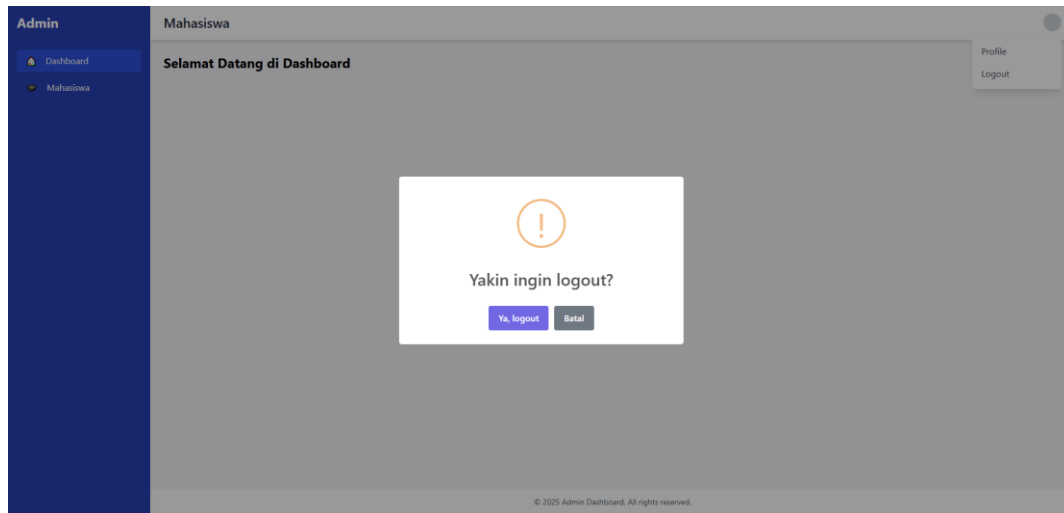 Admin
Mahasiswa
Dashboard
Mahasiswa
Selamat Datang di Dashboard
Profile
Logout
!
Yakin ingin logout?
Ya, logout
Batal
© 2025 Admin Dashboard. All rights reserved.